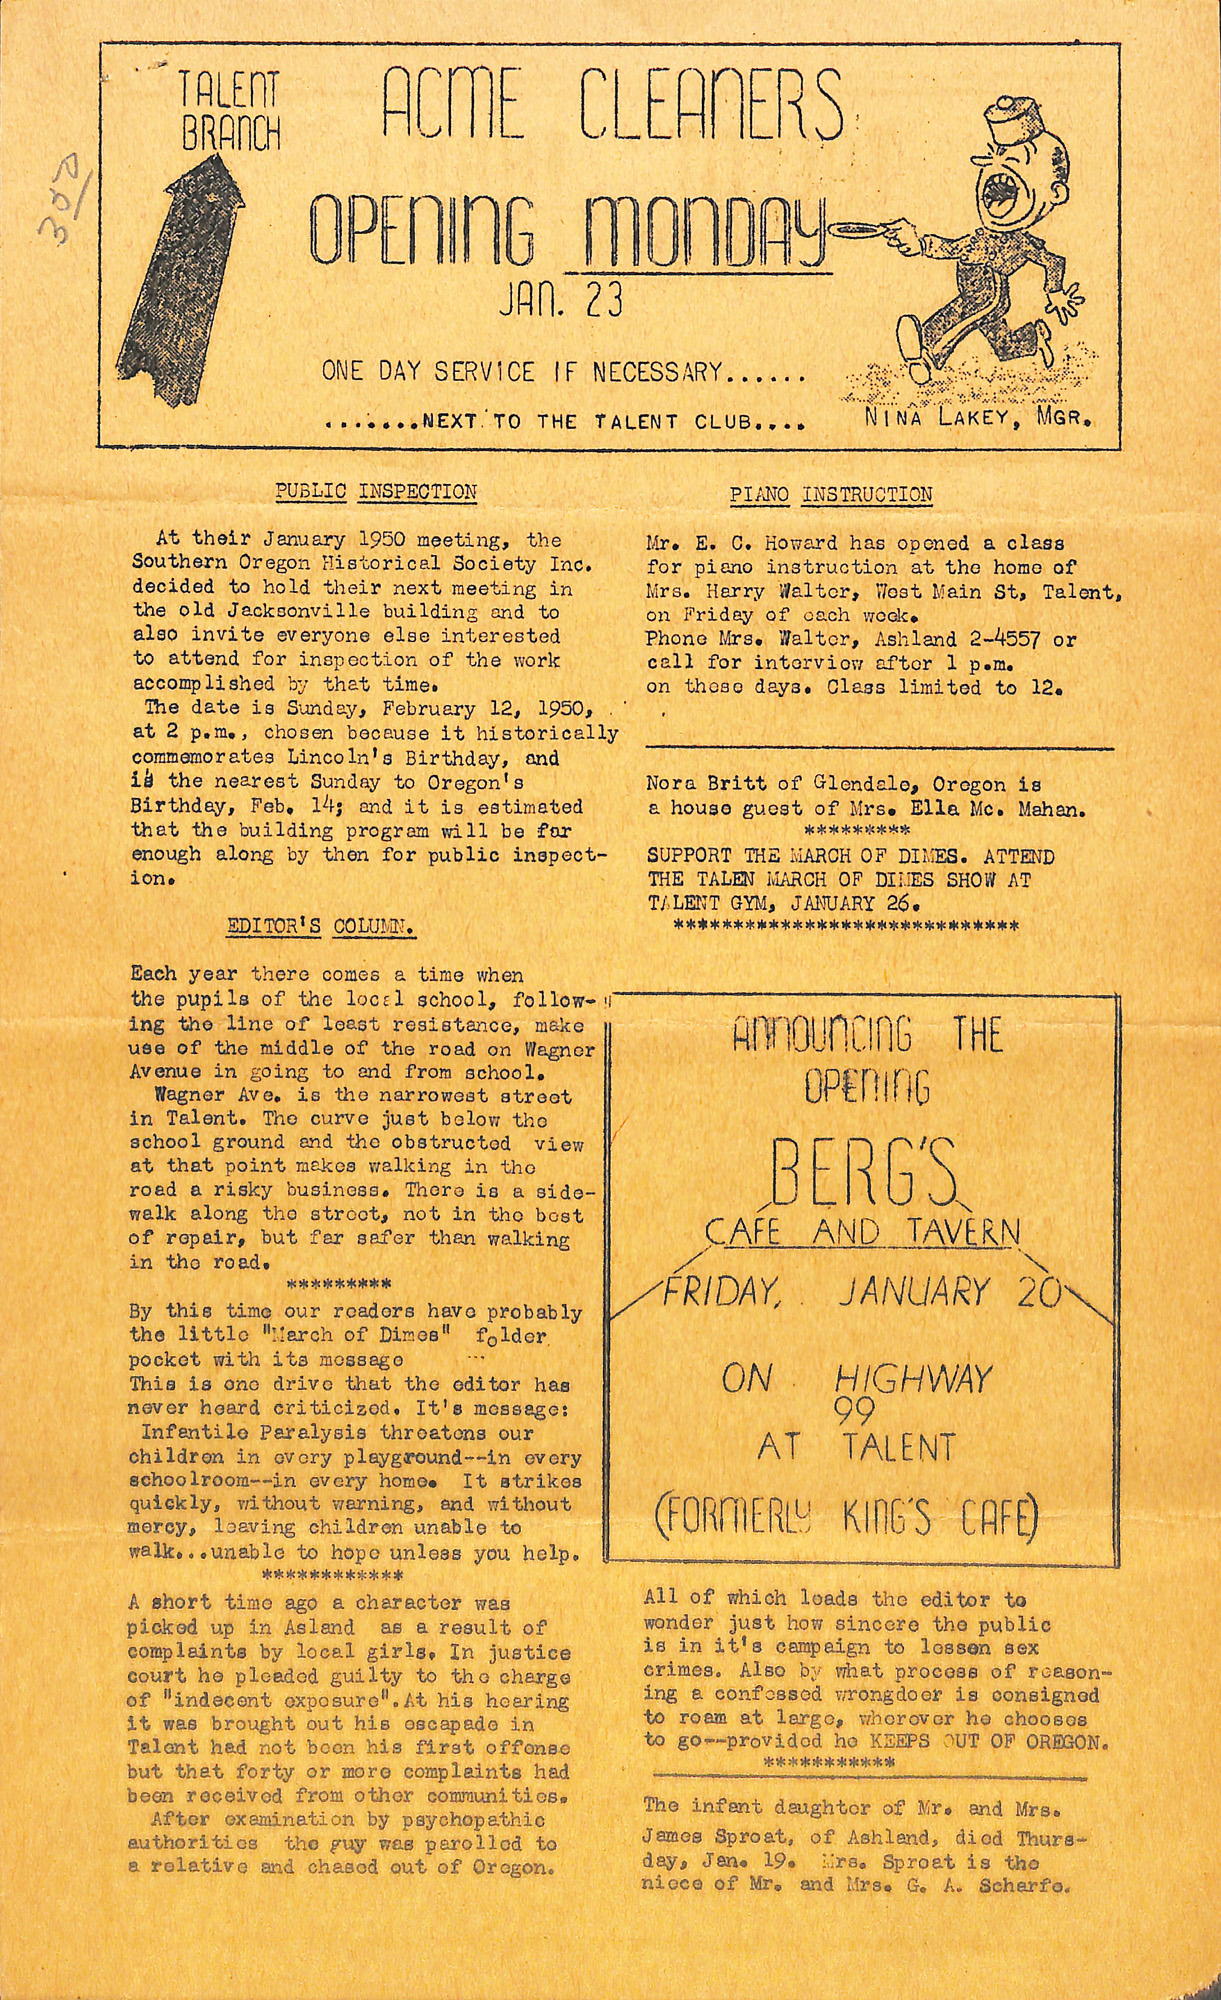 TALENT
BRANCH
ACME CLEANERS
OPENING MONDAY
JAN. 23
ONE DAY SERVICE IF NECESSARY......
........NEXT TO THE TALENT CLUB....
NINA LAKEY, MGR.
300
PUBLIC INSPECTION
At their January 1950 meeting, the
Southern Oregon Historical Society Inc.
decided to hold their next meeting in
the old Jacksonville building and to
also invite everyone else interested
to attend for inspection of the work
accomplished by that time.
The date is Sunday, February 12, 1950,
at 2 p.m., chosen because it historically
commemorates Lincoln's Birthday, and
is the nearest Sunday to Oregon's
Birthday, Feb. 14; and it is estimated
that the building program will be far
enough along by then for public inspect-
ion.
EDITOR'S COLUMN.
Each year there comes a time when
the pupils of the local school, follow-
ing the line of least resistance, make
use of the middle of the road on Wagner
Avenue in going to and from school.
Wagner Ave. is the narrowest street
in Talent. The curve just below the
school ground and the obstructed view
at that point makes walking in the
road a risky business. There is a side-
walk along the street, not in the best
of repair, but far safer than walking
in the road.
*********
By this time our readers have probably
the little "March of Dimes" folder
pocket with its message
This is one drive that the editor has
never heard criticized. It's message:
Infantile Paralysis threatens our
children in every playground--in every
schoolroom--in every home. It strikes
quickly, without warning, and without
mercy, leaving children unable to
walk...unable to hope unless you help.
************
A short time ago a character was
picked up in Asland as a result of
complaints by local girls. In justice
court he pleaded guilty to the charge
of "indecent exposure".At his hearing
it was brought out his escapade in
Talent had not been his first offense
but that forty or more complaints had
been received from other communities.
After examination by psychopathic
authorities the guy was parolled to
a relative and chased out of Oregon.
PIANO INSTRUCTION
Mr. E. C. Howard has opened a class
for piano instruction at the home of
Mrs. Harry Walter, West Main St, Talent,
on Friday of each week.
Phone Mrs. Walter, Ashland 2-4557 or
call for interview after 1 p.m.
on these days. Class limited to 12.
Nora Britt of Glendale, Oregon is
a house guest of Mrs. Ella Mc. Mahan.
*********
SUPPORT THE MARCH OF DIMES. ATTEND
THE TALEN MARCH OF DIMES SHOW AT
TALENT GYM, JANUARY 26.
*****************************
ANNOUNCING THE
OPENING
BERG'S
CAFE AND TAVERN
FRIDAY, JANUARY 20
ON HIGHWAY
99
AT TALENT
(FORMERLY KING'S CAFE)
All of which leads the editor to
wonder just how sincere the public
is in it's campaign to lessen sex
crimes. Also by what process of reason-
ing a confessed wrongdoer is consigned
to roam at large, wherever he chooses
to go--provided he KEEPS OUT OF OREGON.
***********
The infant daughter of Mr. and Mrs.
James Sproat, of Ashland, died Thurs-
day, Jan. 19. Mrs. Sproat is the
niece of Mr. and Mrs. G. A. Scharfe.